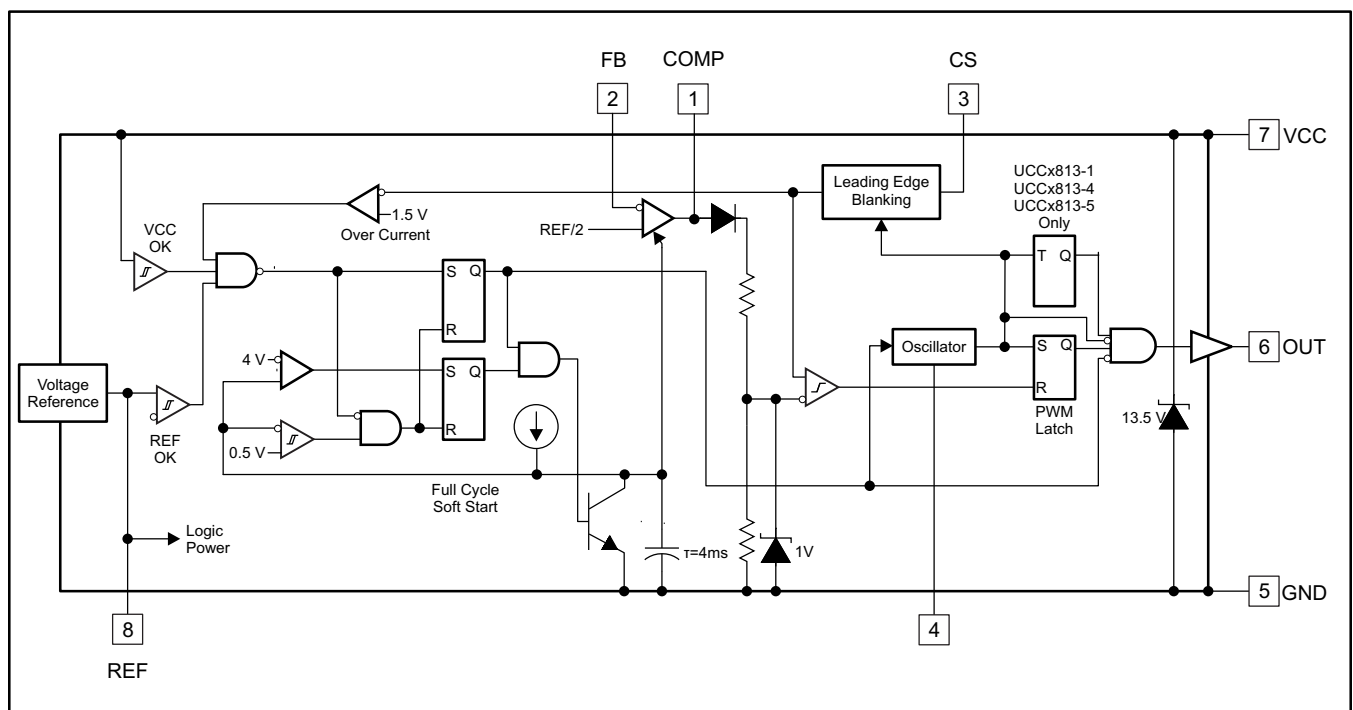 FB
COMP
CS
2
1
3
7 VCC
UCCx813-1
UCCx813-4
UCCx813-5
Only
Leading Edge
Blanking
1.5 V
Over Current
REF/2
VCC
OK
T Q
S Q
R
4 V
Oscillator
S Q
R
6 OUT
Voltage
Reference
S Q
R
PWM
Latch
13.5 V
REF
OK
0.5 V
Full Cycle
Soft Start
Logic
Power
τ=4ms
1V
5 GND
8
4
REF